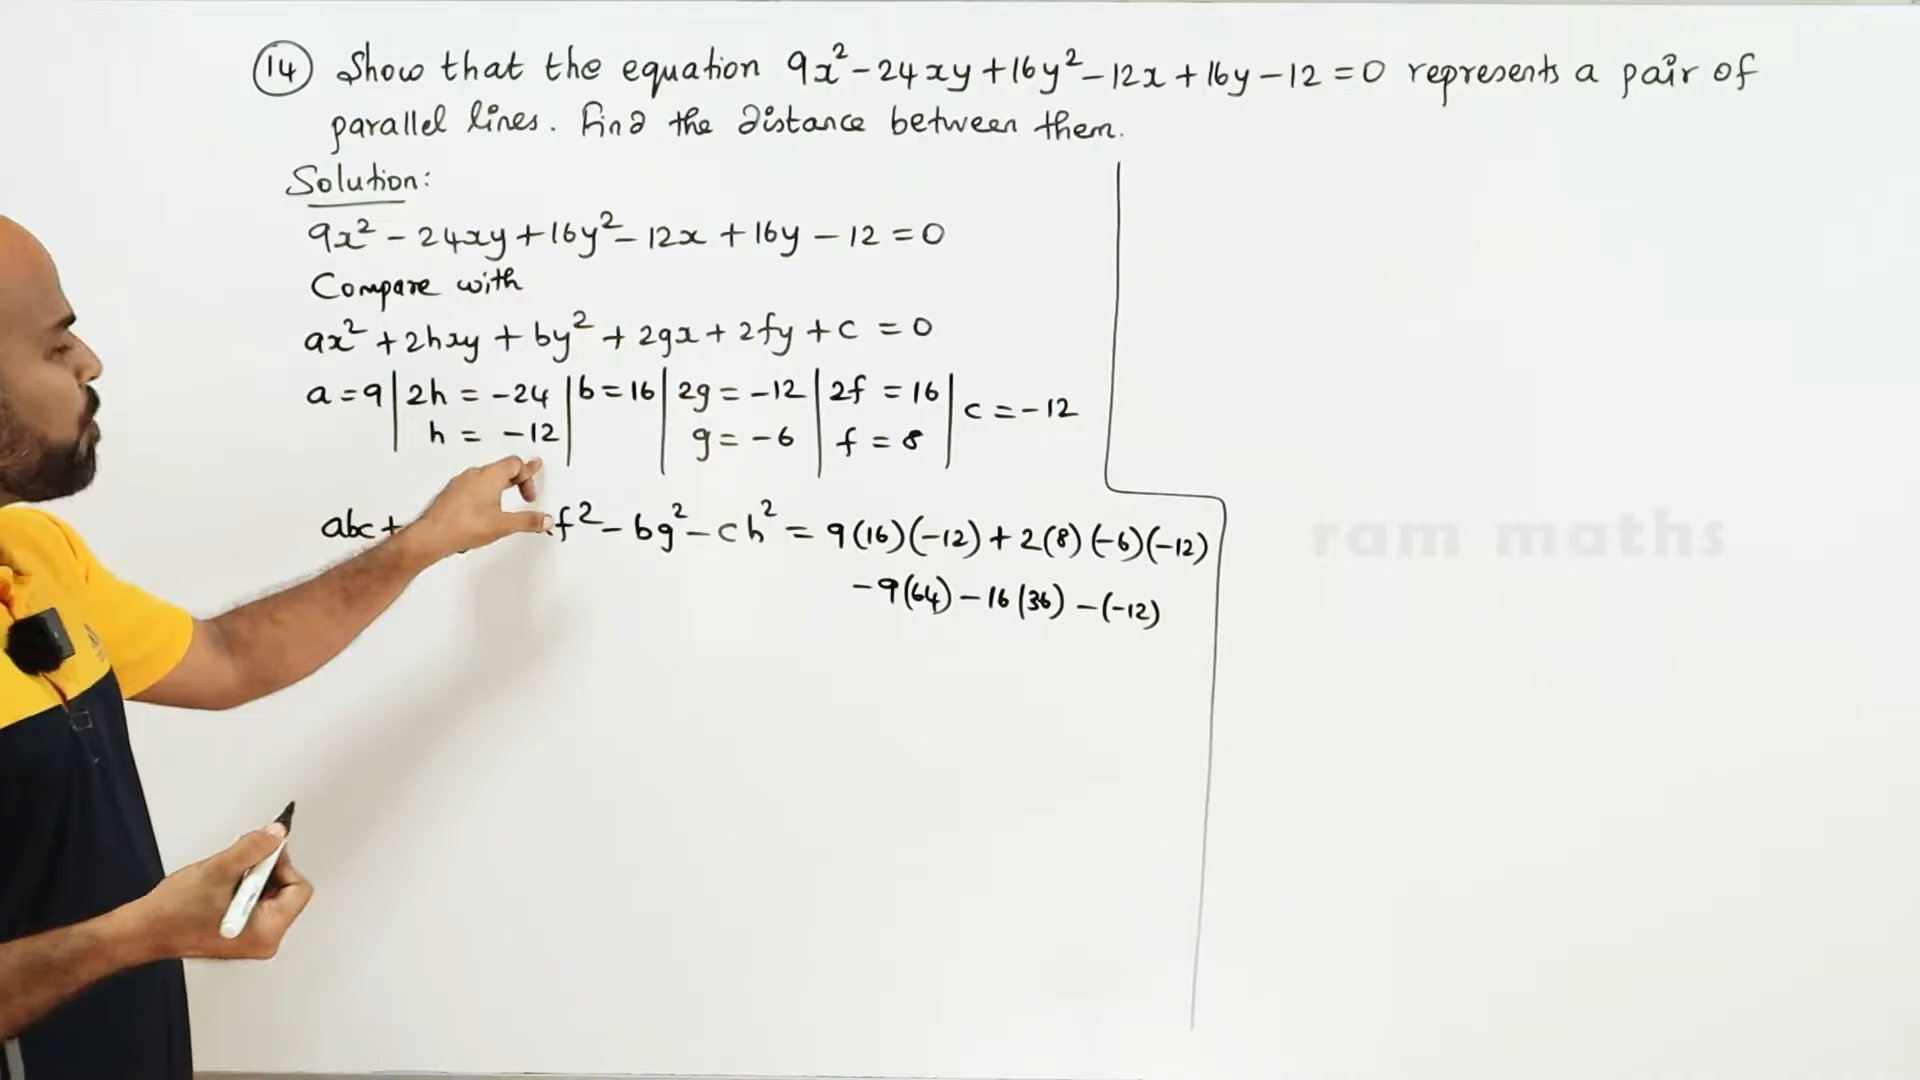 14 Show that the equation 9x² - 24xy + 16y² - 12x + 16y - 12 = 0 represents a pair of
parallel lines. Find the distance between them.
Solution:
9x² - 24xy + 16y² - 12x + 16y - 12 = 0
Compare with
ax² + 2hxy + by² + 2gx + 2fy + c = 0
a = 9 | 2h = -24 | b = 16 | 2g = -12 | 2f = 16 | c = -12
h = -12 | g = -6 | f = 8
abc + f² - bg² - ch² = 9(16)(-12) + 2(8)(-6)(-12)
-9(64) - 16(36) - (-12)
ram maths